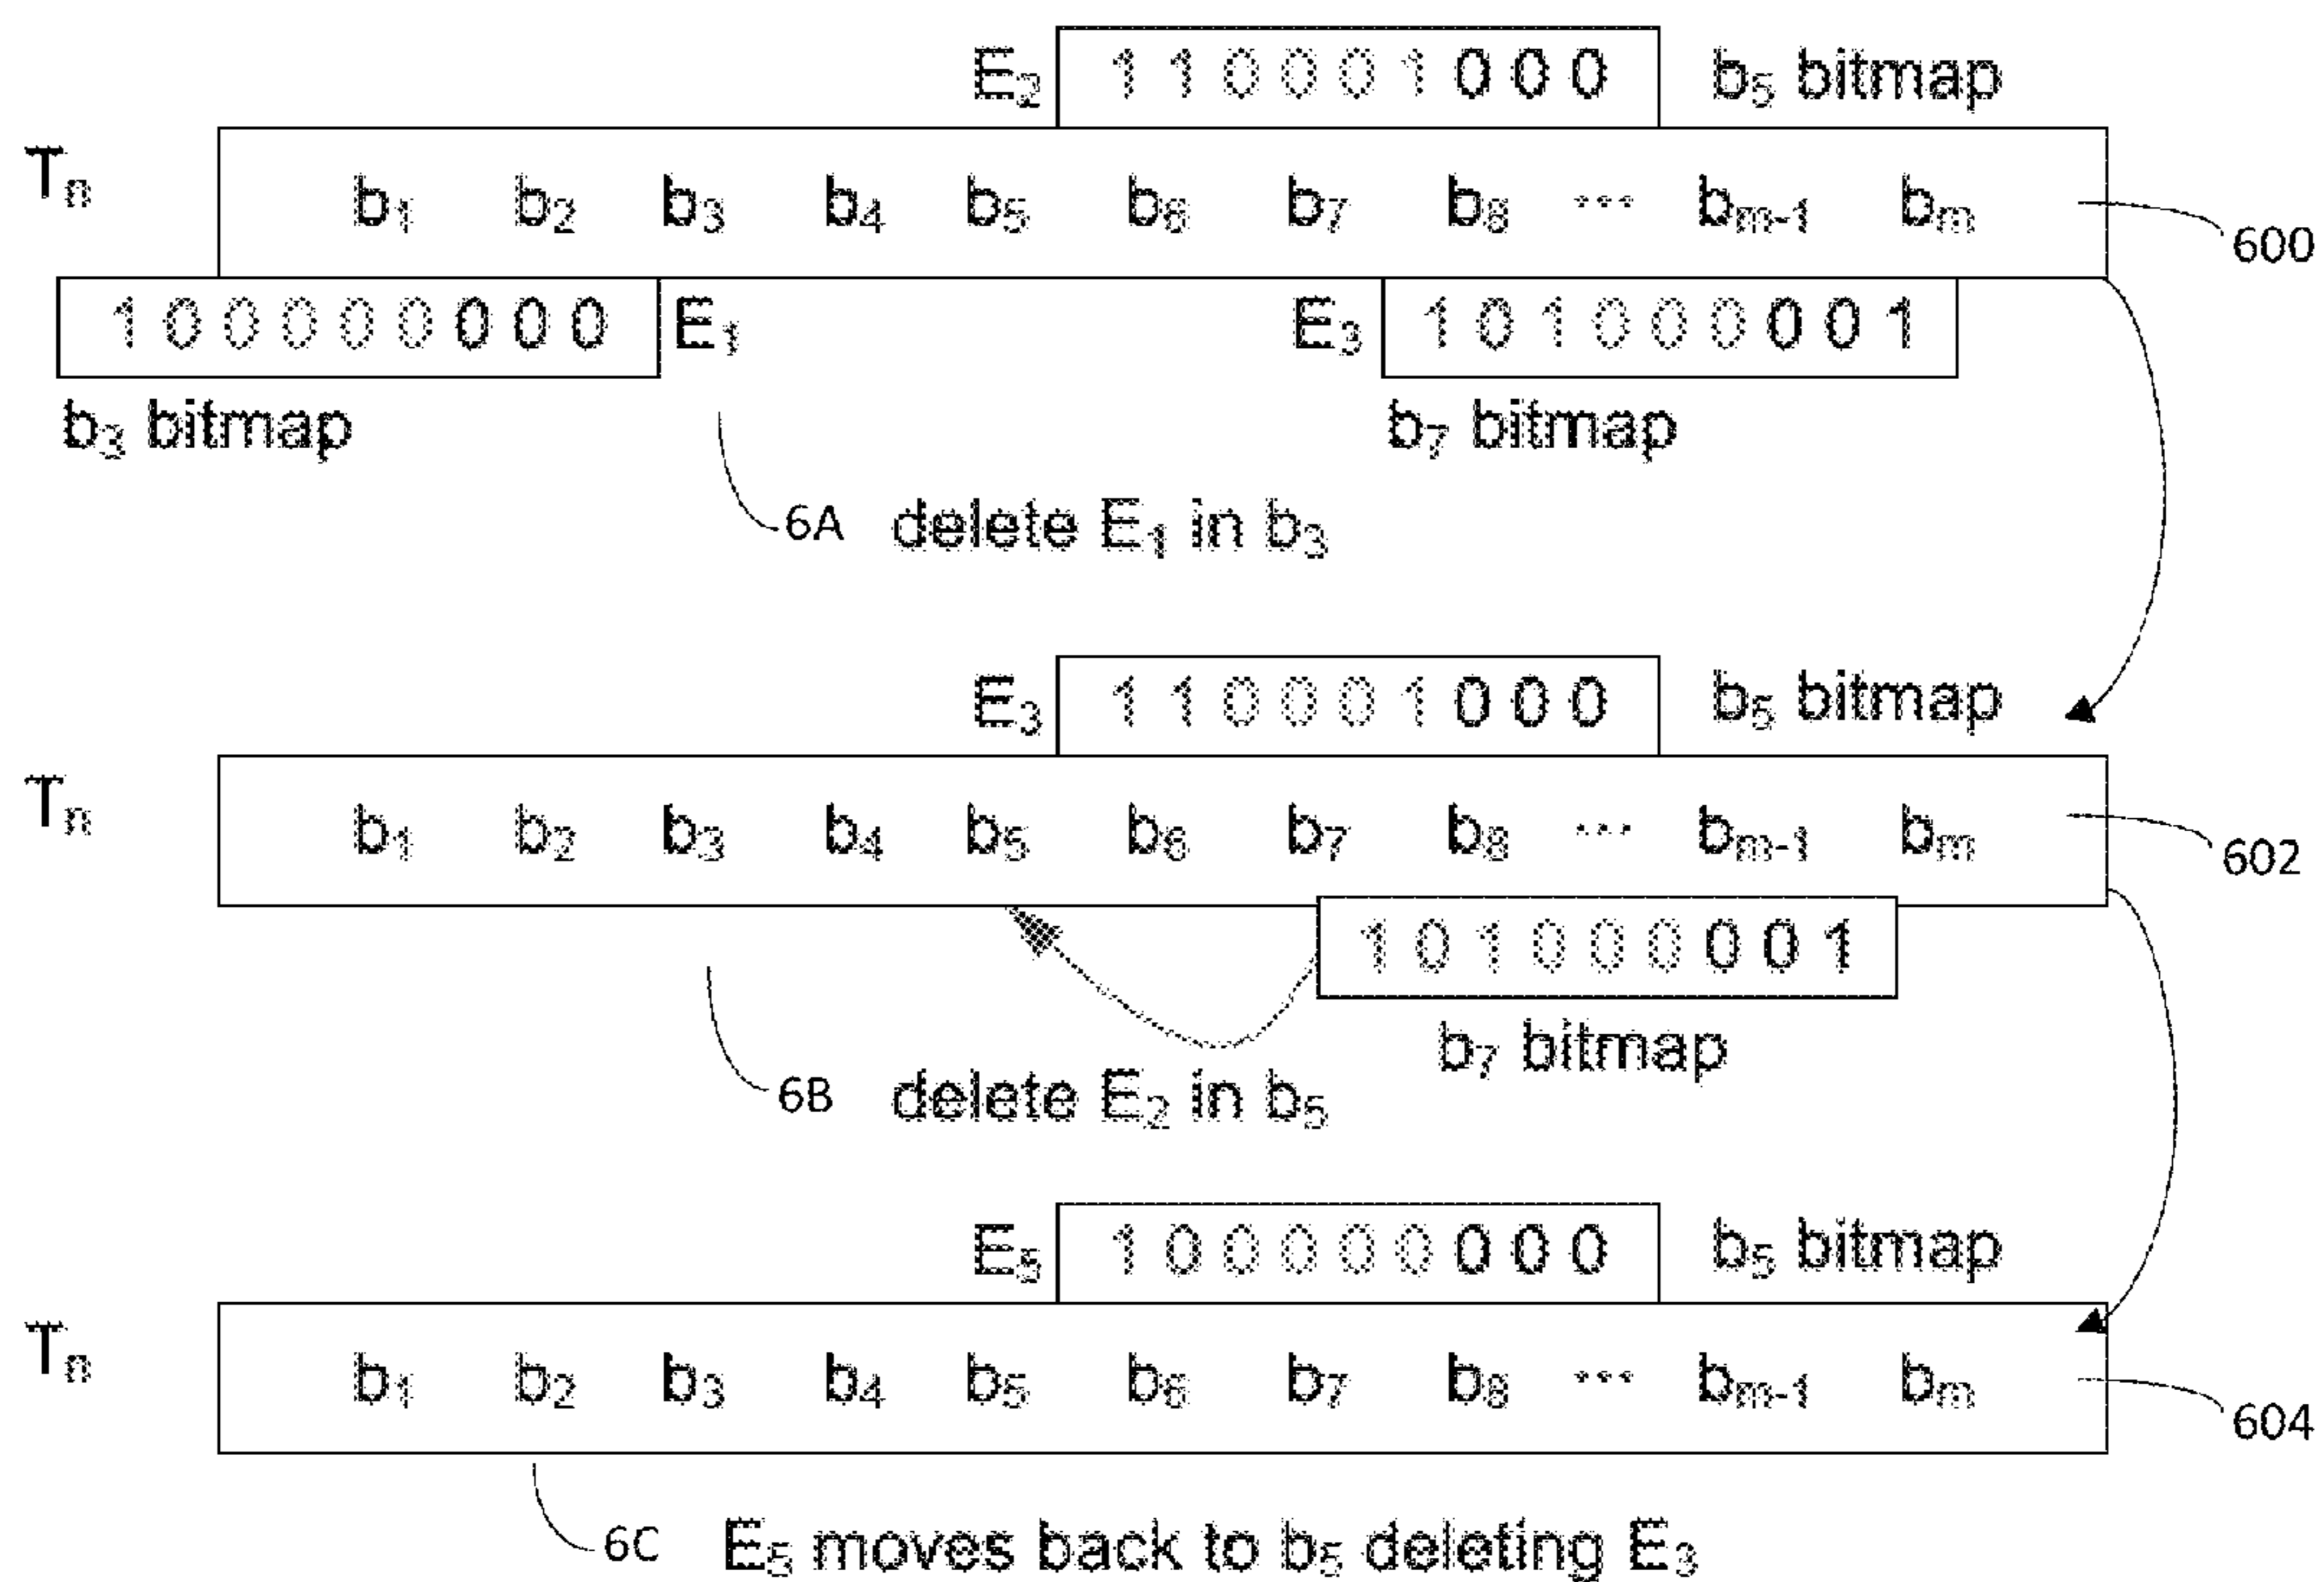 E₂ 1 1 0 0 0 1 0 0 0 b₅ bitmap
Tₙ b₁ b₂ b₃ b₄ b₅ b₆ b₇ b₈ ... bₘ₋₁ bₘ 600
1 0 0 0 0 0 0 0 0 E₁ E₃ 1 0 1 0 0 0 0 0 1
b₃ bitmap b₇ bitmap
6A delete E₁ in b₃
E₃ 1 1 0 0 0 1 0 0 0 b₅ bitmap
Tₙ b₁ b₂ b₃ b₄ b₅ b₆ b₇ b₈ ... bₘ₋₁ bₘ 602
1 0 1 0 0 0 0 0 1
b₇ bitmap
6B delete E₂ in b₅
E₅ 1 0 0 0 0 0 0 0 0 b₅ bitmap
Tₙ b₁ b₂ b₃ b₄ b₅ b₆ b₇ b₈ ... bₘ₋₁ bₘ 604
6C E₅ moves back to b₅ deleting E₃